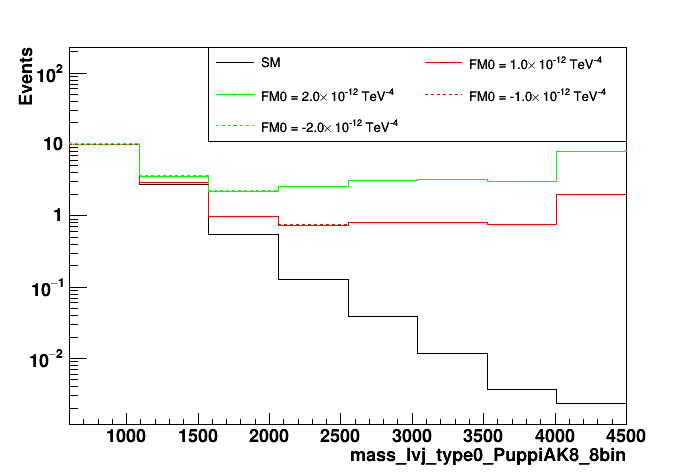 Events
10²
10
1
10⁻¹
10⁻²
SM
FM0 = 1.0× 10⁻¹² TeV⁻⁴
FM0 = 2.0× 10⁻¹² TeV⁻⁴
FM0 = -1.0× 10⁻¹² TeV⁻⁴
FM0 = -2.0× 10⁻¹² TeV⁻⁴
1000 1500 2000 2500 3000 3500 4000 4500
mass_lvj_type0_PuppiAK8_8bin